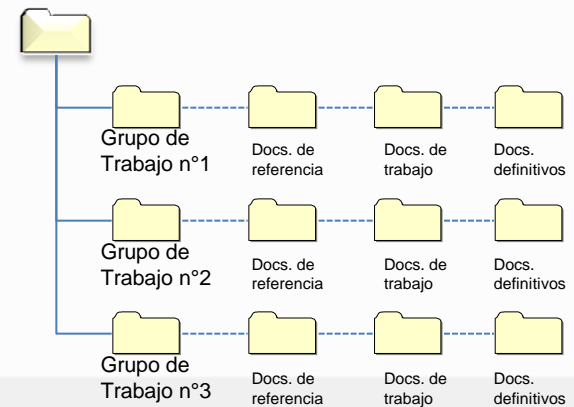 Grupo de
Trabajo n°1
Docs. de
referencia
Docs. de
trabajo
Docs.
definitivos
Grupo de
Trabajo n°2
Docs. de
referencia
Docs. de
trabajo
Docs.
definitivos
Grupo de
Trabajo n°3
Docs. de
referencia
Docs. de
trabajo
Docs.
definitivos